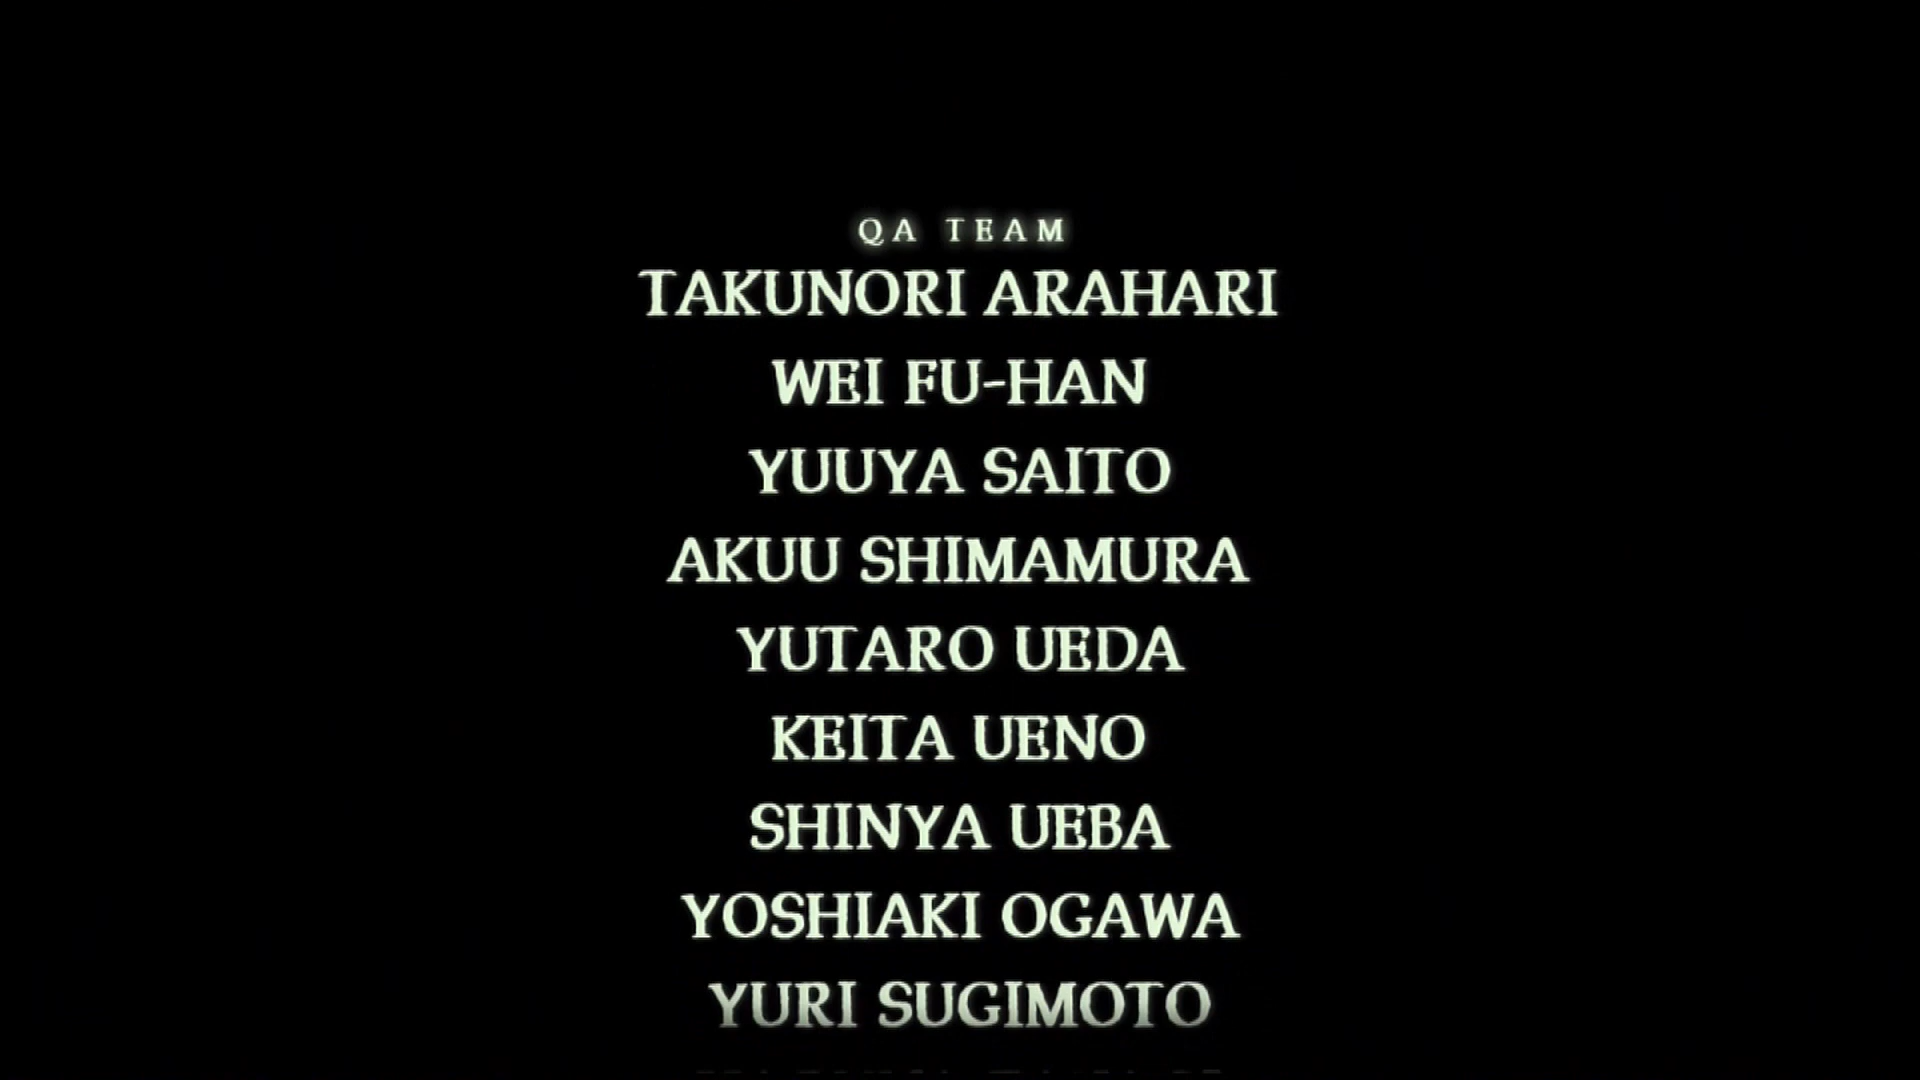 QA TEAM
TAKUNORI ARAHARI
WEI FU-HAN
YUUYA SAITO
AKUU SHIMAMURA
YUTARO UEDA
KEITA UENO
SHINYA UEBA
YOSHIAKI OGAWA
YURI SUGIMOTO